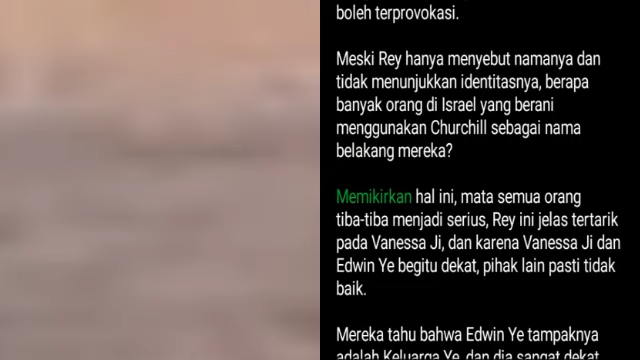 boleh terprovokasi.
Meski Rey hanya menyebut namanya dan
tidak menunjukkan identitasnya, berapa
banyak orang di Israel yang berani
menggunakan Churchill sebagai nama
belakang mereka?
Memikirkan hal ini, mata semua orang
tiba-tiba menjadi serius, Rey ini jelas tertarik
pada Vanessa Ji, dan karena Vanessa Ji dan
Edwin Ye begitu dekat, pihak lain pasti tidak
baik.
Mereka tahu bahwa Edwin Ye tampaknya
adalah Keluarga Ye, dan dia sangat dekat